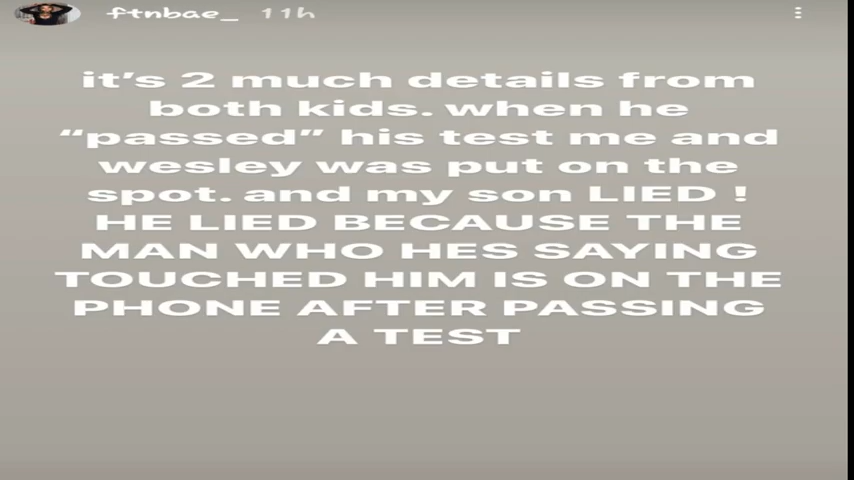 ftnbae_ 11h
it's 2 much details from
both kids. when he
“passed” his test me and
wesley was put on the
spot. and my son LIED !
HE LIED BECAUSE THE
MAN WHO HES SAYING
TOUCHED HIM IS ON THE
PHONE AFTER PASSING
A TEST